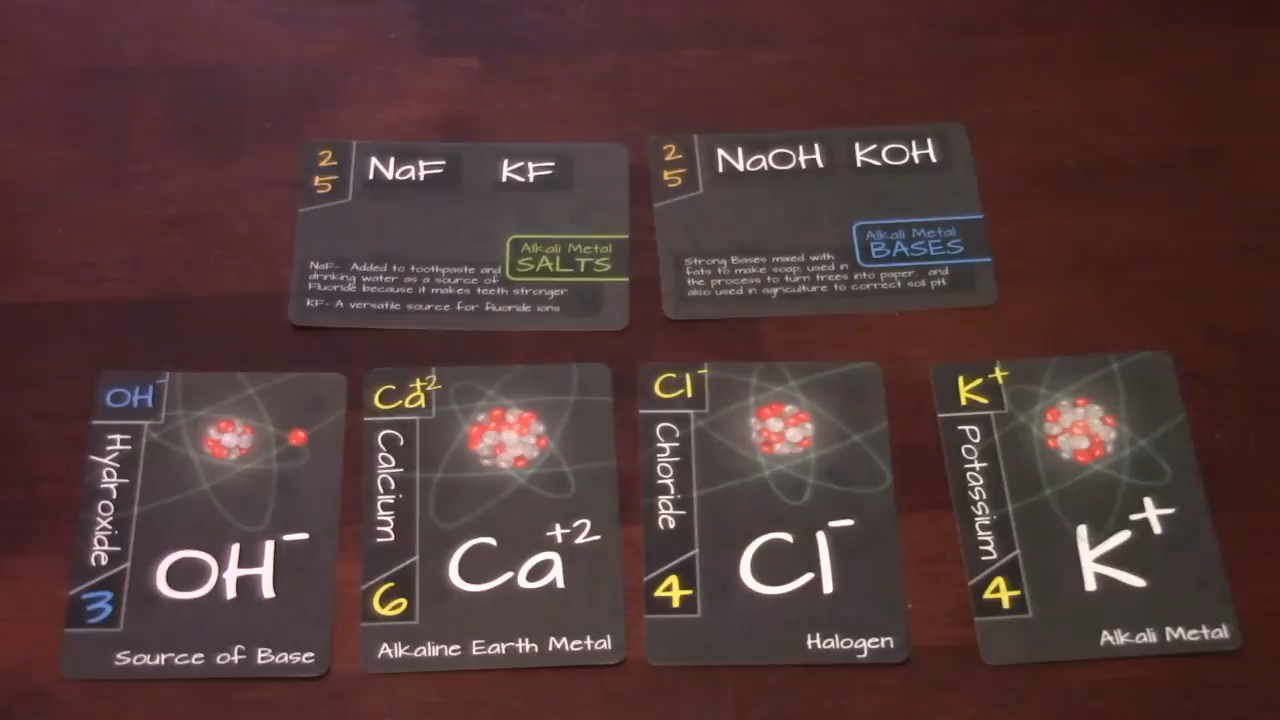 2
5
NaF KF
Alkali Metal
SALTS
NaF- Added to toothpaste and
drinking water as a source of
Fluoride because it makes teeth stronger
KF- A versatile source for fluoride ions
2
5
NaOH KOH
Alkali Metal
BASES
Strong Bases mixed with
fats to make soap, used in
the process to turn trees into paper, and
also used in agriculture to correct soil pH
OH⁻
Hydroxide
3
OH⁻
Source of Base
Ca⁺²
Calcium
6
Ca⁺²
Alkaline Earth Metal
Cl⁻
Chloride
4
Cl⁻
Halogen
K⁺
Potassium
4
K⁺
Alkali Metal